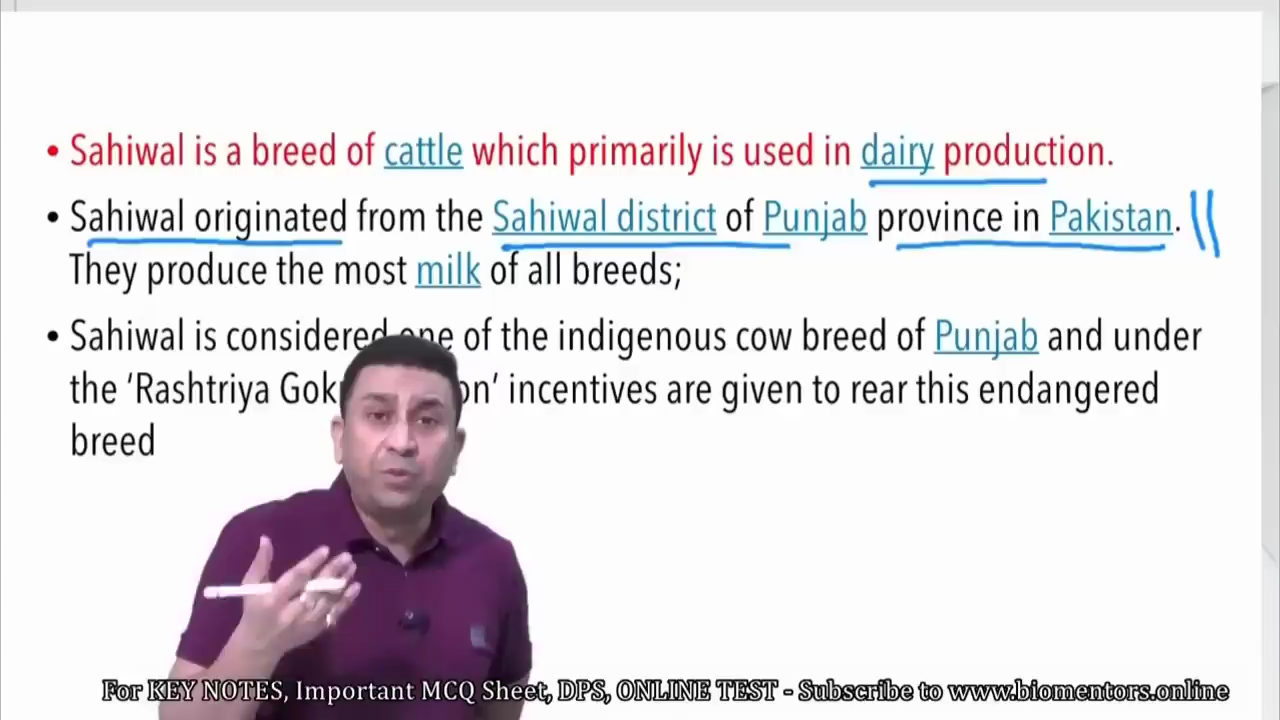 • Sahiwal is a breed of cattle which primarily is used in dairy production.
• Sahiwal originated from the Sahiwal district of Punjab province in Pakistan.
They produce the most milk of all breeds;
• Sahiwal is considered one of the indigenous cow breed of Punjab and under
the ‘Rashtriya Gok on’ incentives are given to rear this endangered
breed
For KEY NOTES, Important MCQ Sheet, DPS, ONLINE TEST - Subscribe to www.biomentors.online